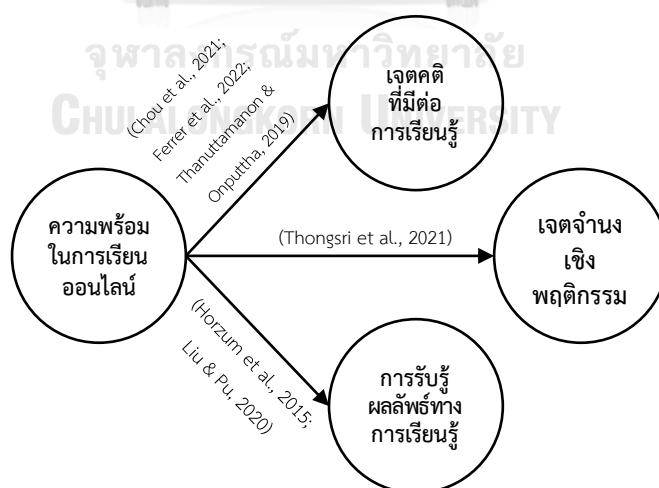 จุฬาลงกรณ์มหาวิทยาลัย
CHULALONGKORN UNIVERSITY
(Chou et al., 2021;
Ferrer et al., 2022;
Thanuttamanon &
Onputtha, 2019)
เจตคติ
ที่มีต่อ
การเรียนรู้
ความพร้อม
ในการเรียน
ออนไลน์
(Thongsri et al., 2021)
เจตจำนง
เชิง
พฤติกรรม
(Horzum et al., 2015;
Liu & Pu, 2020)
การรับรู้
ผลลัพธ์ทาง
การเรียนรู้